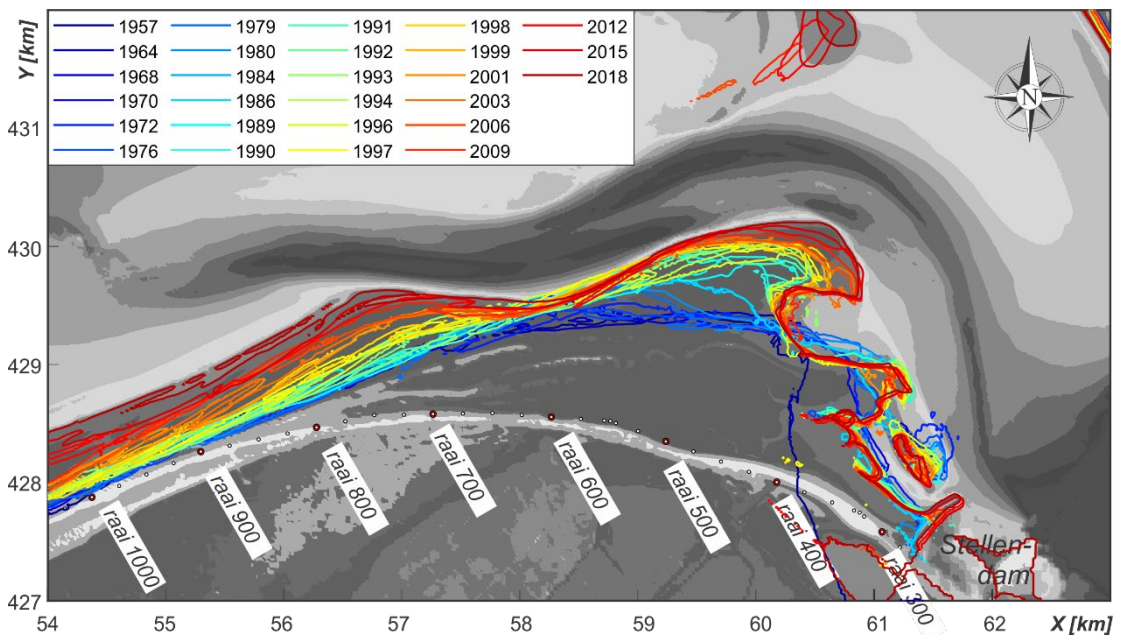 1957 1979 1991 1998 2012
1964 1980 1992 1999 2015
1968 1984 1993 2001 2018
1970 1986 1994 2003
1972 1989 1996 2006
1976 1990 1997 2009
N
Y [km]
431
430
429
428
427
raai 1000
raai 900
raai 800
raai 700
raai 600
raai 500
raai 400
raai 300
Stellen-
dam
54 55 56 57 58 59 60 61 62 X [km]